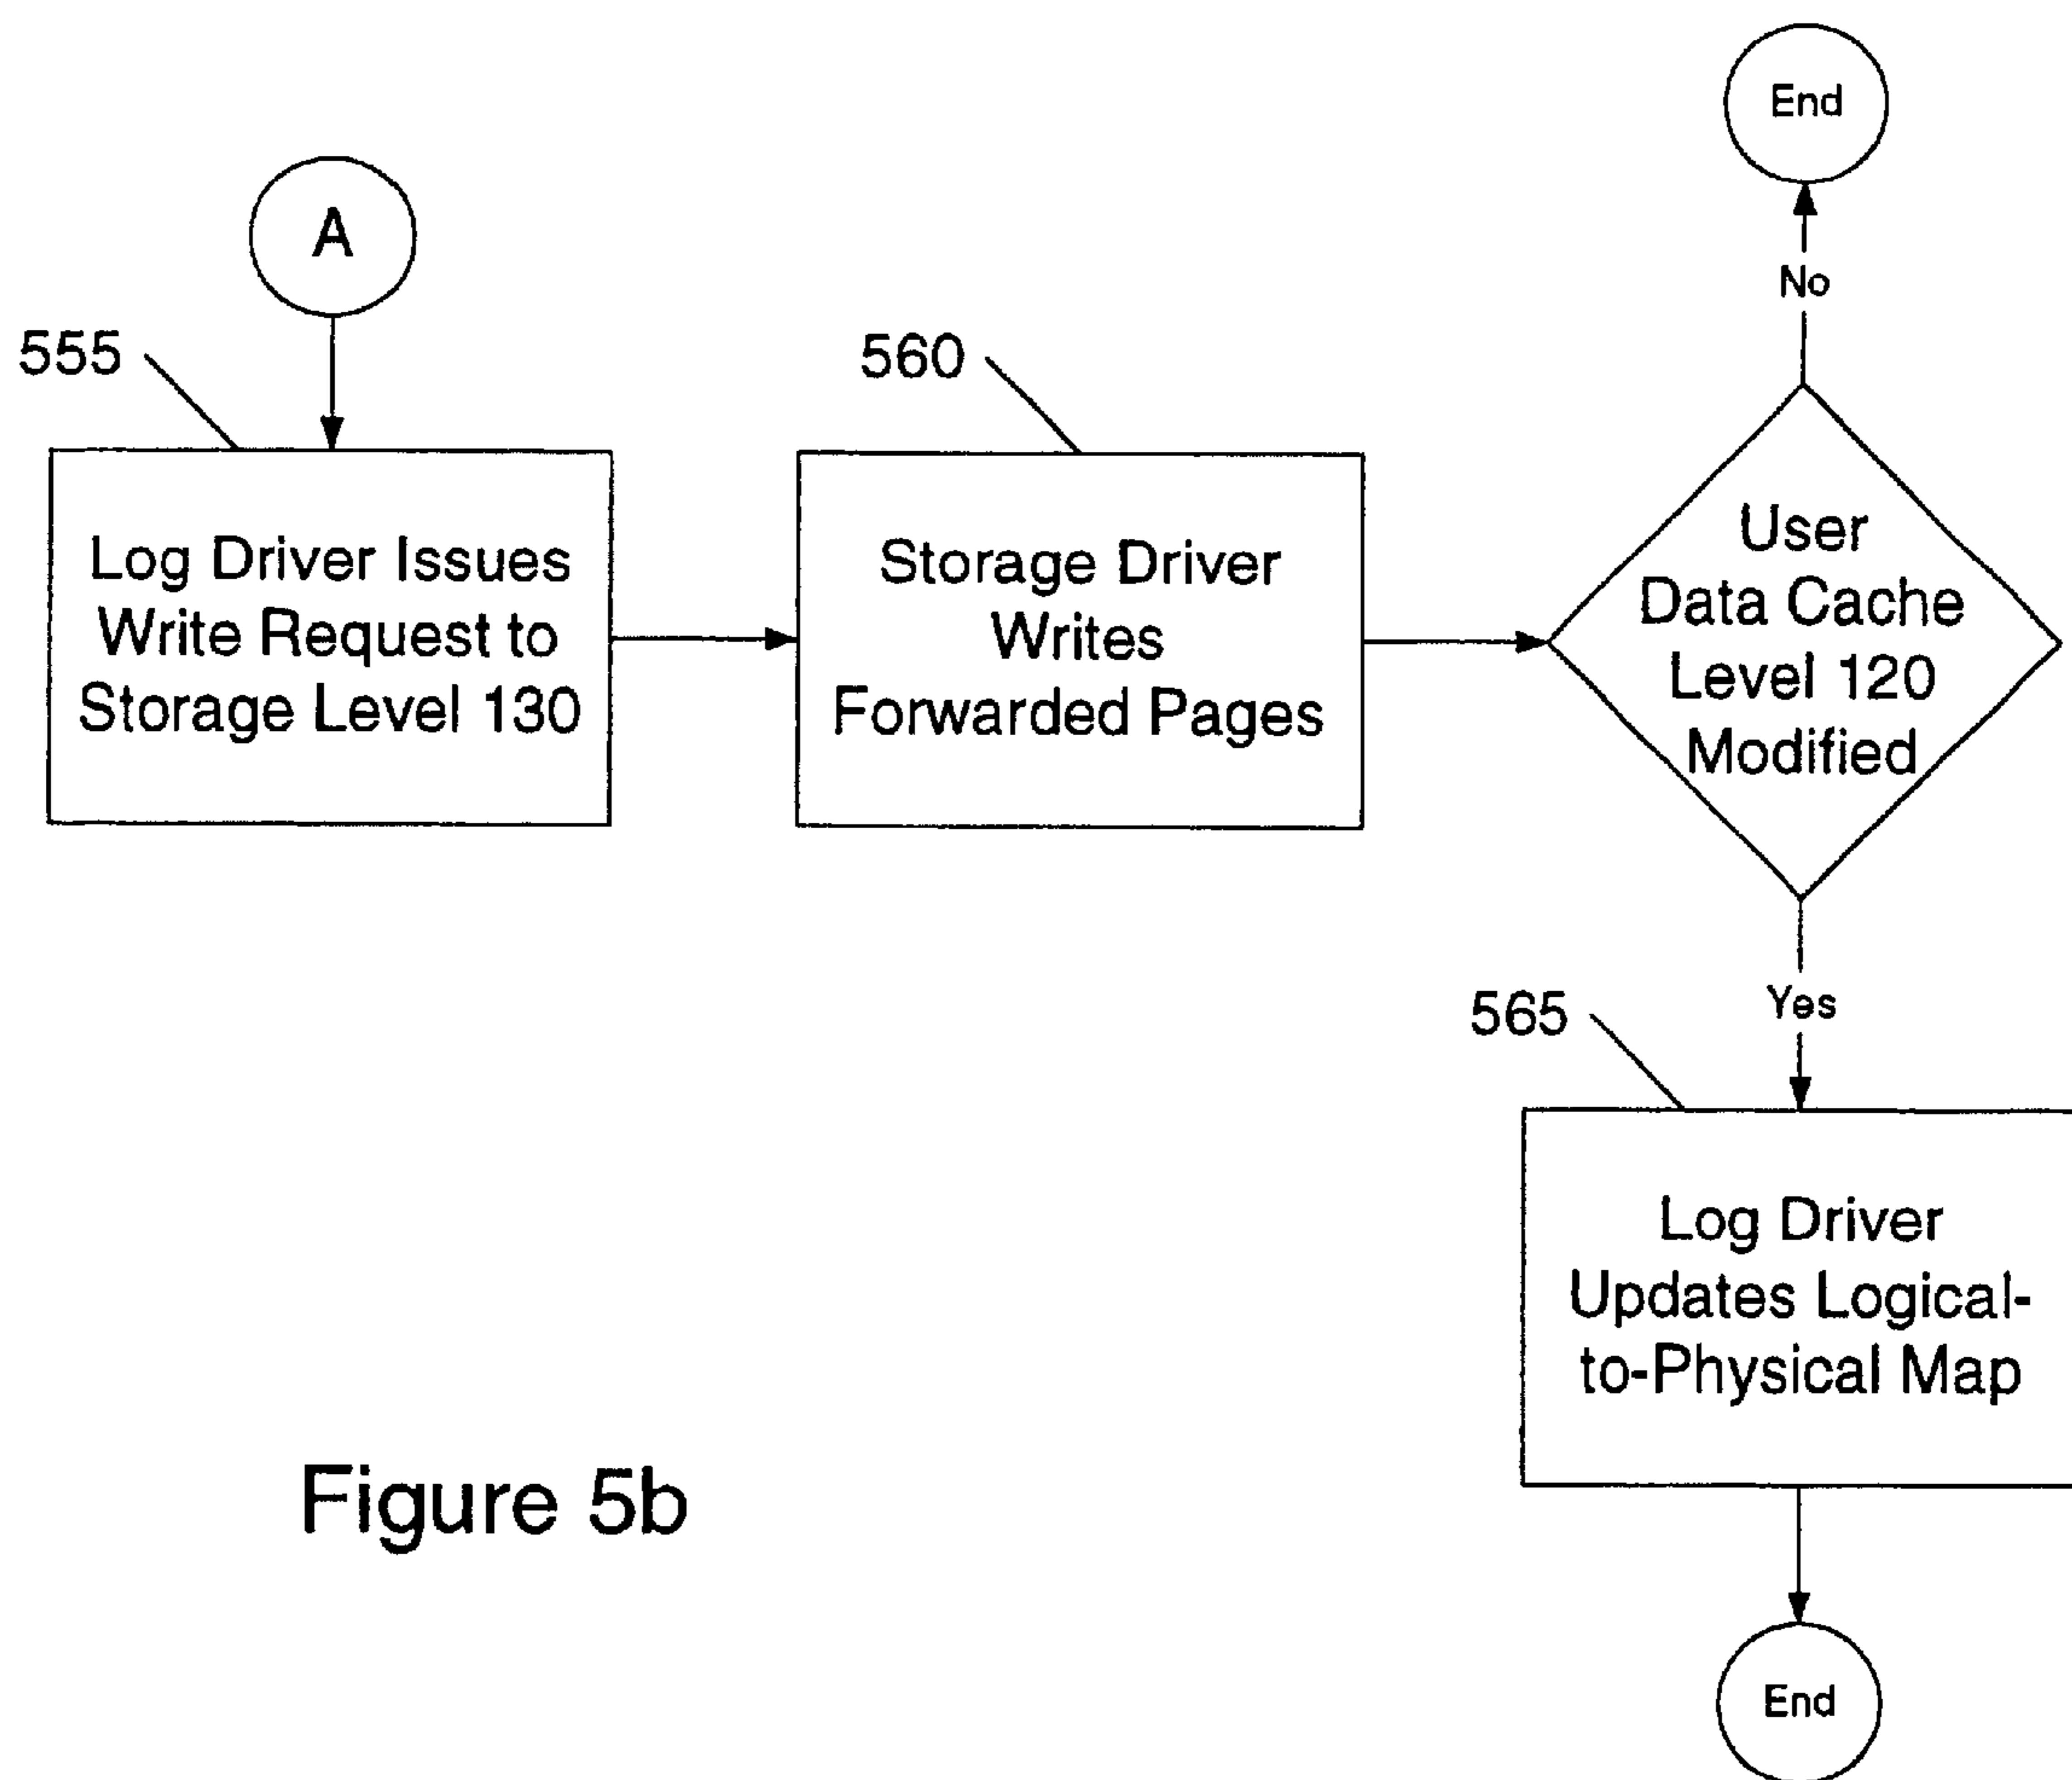 End
A
No
555
560
Log Driver Issues
Write Request to
Storage Level 130
Storage Driver
Writes
Forwarded Pages
User
Data Cache
Level 120
Modified
Yes
565
Log Driver
Updates Logical-
to-Physical Map
End
Figure 5b